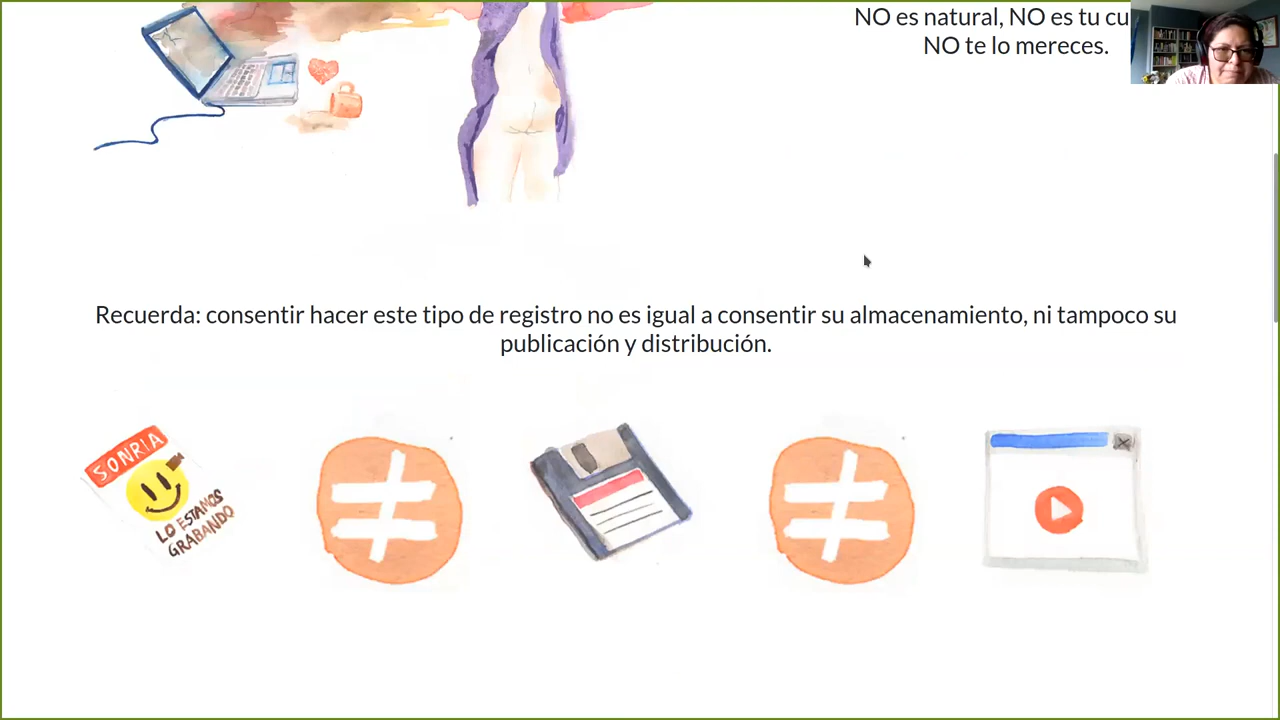 NO es natural, NO es tu cu
NO te lo mereces.
Recuerda: consentir hacer este tipo de registro no es igual a consentir su almacenamiento, ni tampoco su
publicación y distribución.
SONRIA
LO ESTAMOS
GRABANDO